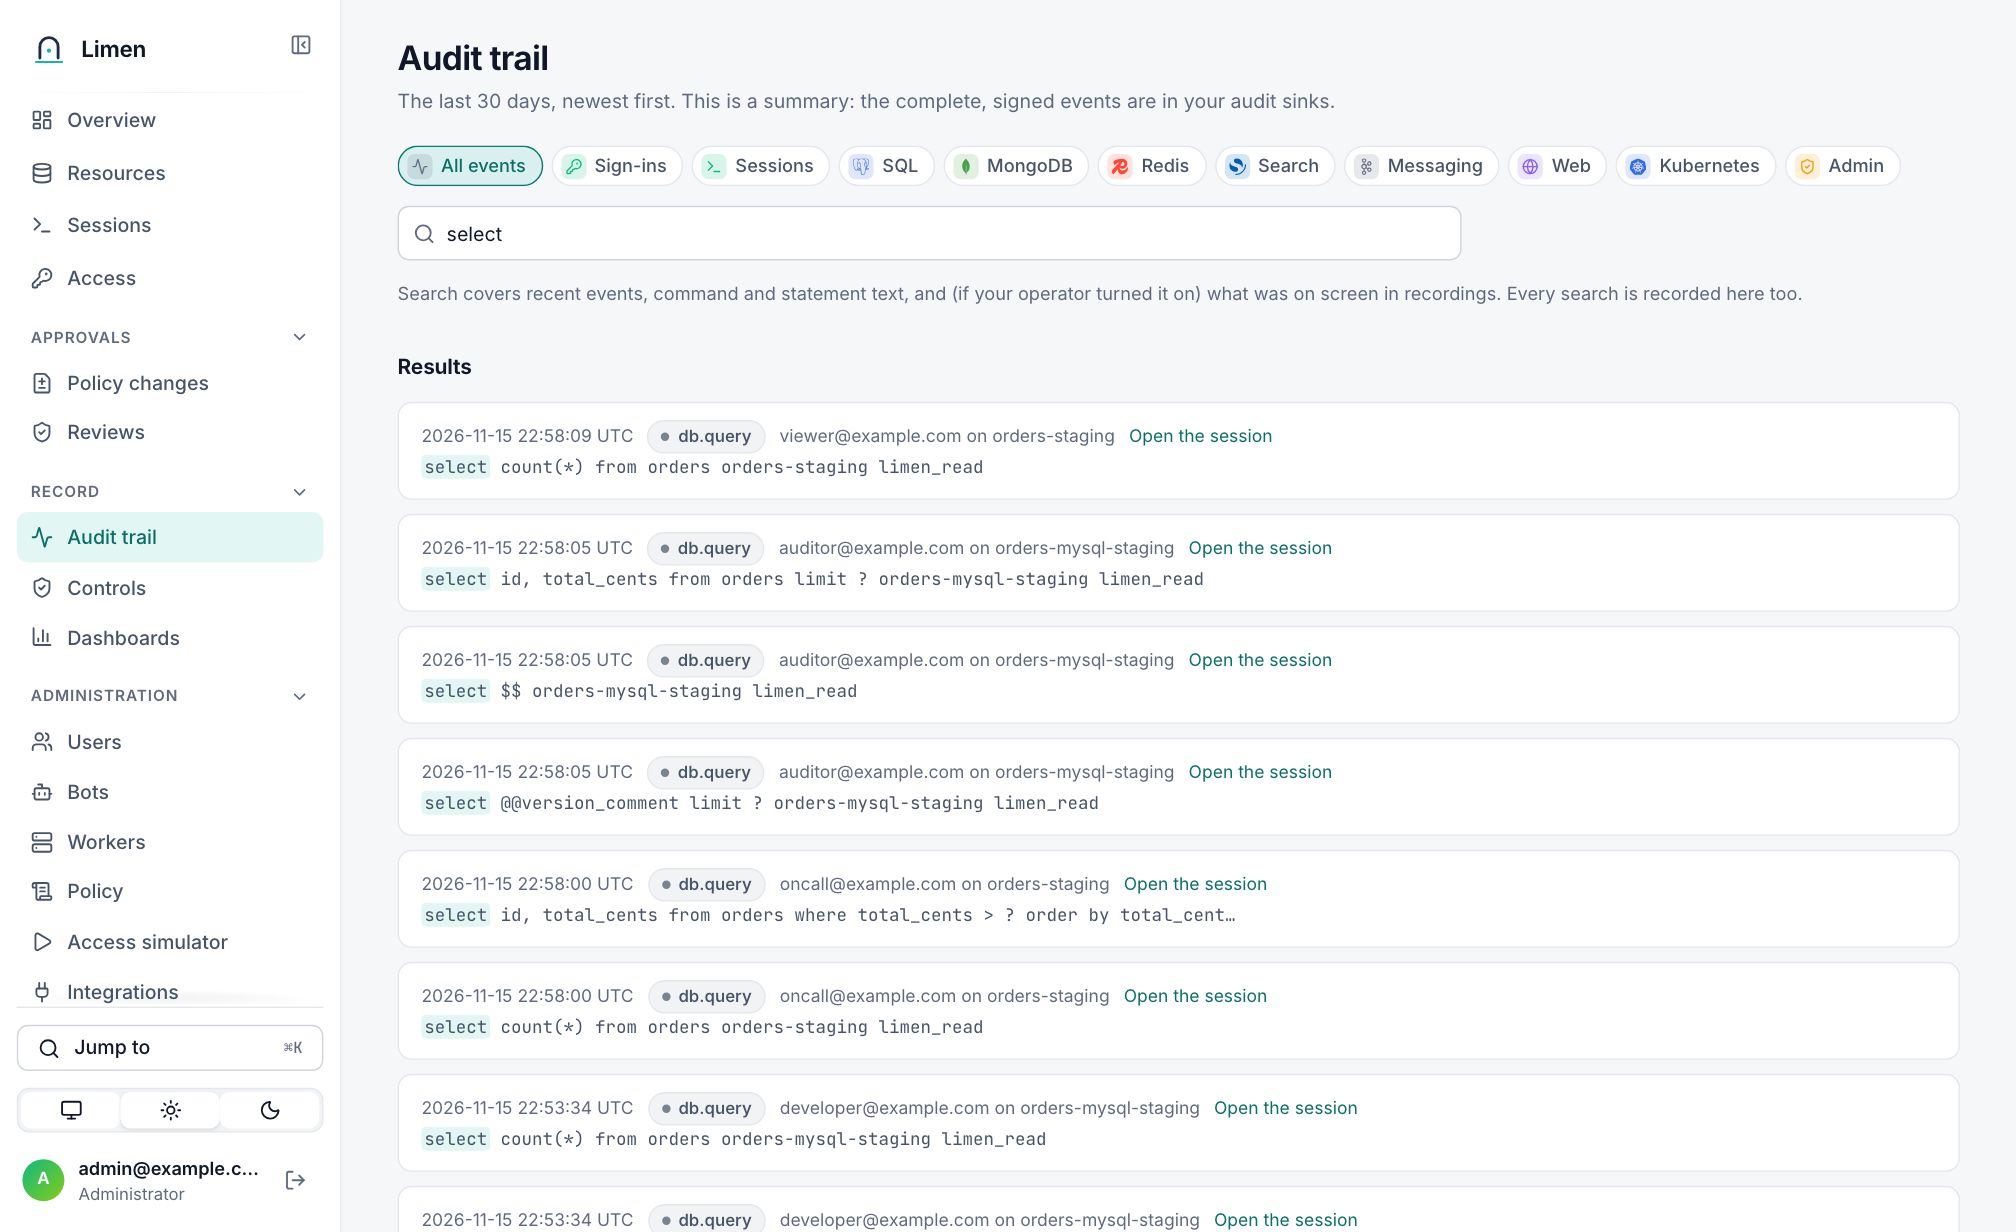 Limen
Overview
Resources
Sessions
Access
APPROVALS
Policy changes
Reviews
RECORD
Audit trail
Controls
Dashboards
ADMINISTRATION
Users
Bots
Workers
Policy
Access simulator
Integrations
Jump to ⌘K
A
admin@example.c...
Administrator
Audit trail
The last 30 days, newest first. This is a summary: the complete, signed events are in your audit sinks.
All events Sign-ins Sessions SQL MongoDB Redis Search Messaging Web Kubernetes Admin
select
Search covers recent events, command and statement text, and (if your operator turned it on) what was on screen in recordings. Every search is recorded here too.
Results
2026-11-15 22:58:09 UTC db.query viewer@example.com on orders-staging Open the session
select count(*) from orders orders-staging limen_read
2026-11-15 22:58:05 UTC db.query auditor@example.com on orders-mysql-staging Open the session
select id, total_cents from orders limit ? orders-mysql-staging limen_read
2026-11-15 22:58:05 UTC db.query auditor@example.com on orders-mysql-staging Open the session
select $$ orders-mysql-staging limen_read
2026-11-15 22:58:05 UTC db.query auditor@example.com on orders-mysql-staging Open the session
select @@version_comment limit ? orders-mysql-staging limen_read
2026-11-15 22:58:00 UTC db.query oncall@example.com on orders-staging Open the session
select id, total_cents from orders where total_cents > ? order by total_cent…
2026-11-15 22:58:00 UTC db.query oncall@example.com on orders-staging Open the session
select count(*) from orders orders-staging limen_read
2026-11-15 22:53:34 UTC db.query developer@example.com on orders-mysql-staging Open the session
select count(*) from orders orders-mysql-staging limen_read
2026-11-15 22:53:34 UTC db.query developer@example.com on orders-mysql-staging Open the session